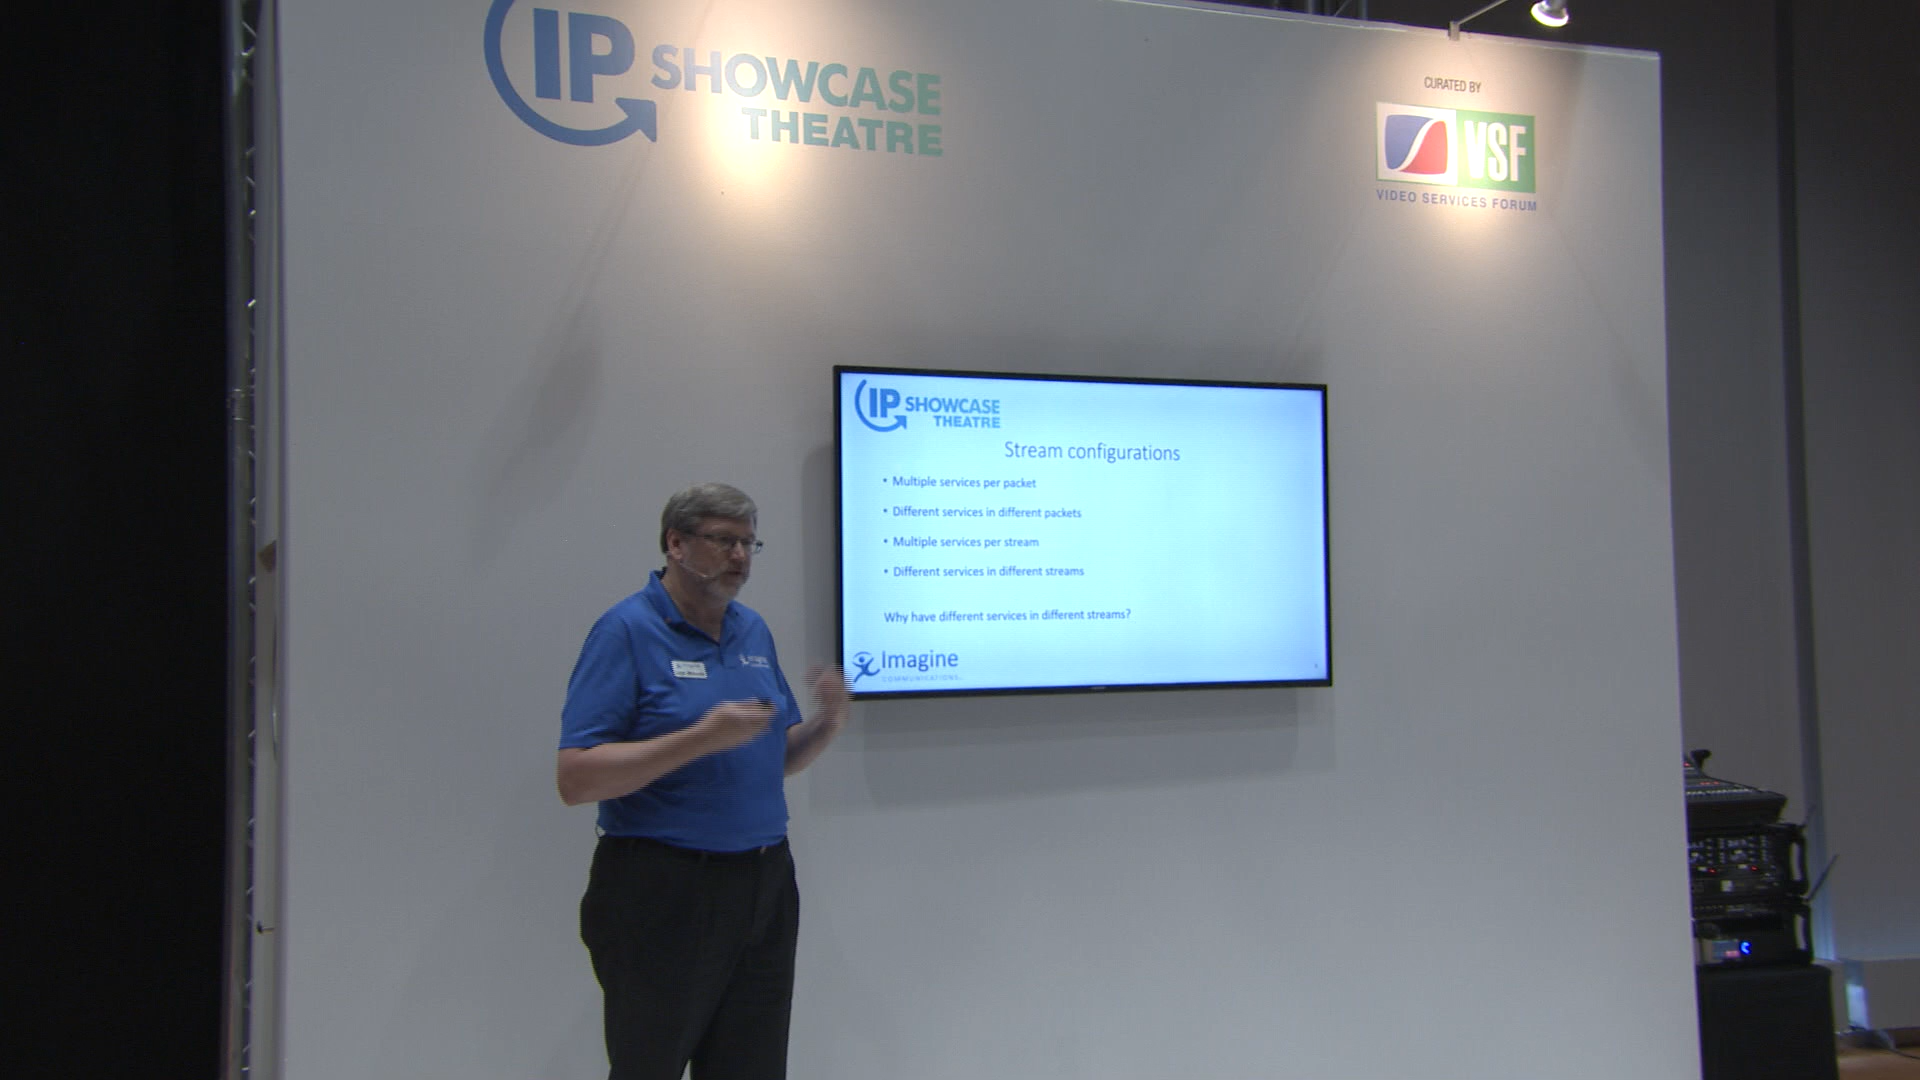 IP SHOWCASE
THEATRE
CURATED BY
VSF
VIDEO SERVICES FORUM
IP SHOWCASE
THEATRE
Stream configurations
• Multiple services per packet
• Different services in different packets
• Multiple services per stream
• Different services in different streams
Why have different services in different streams?
Imagine
COMMUNICATIONS
imagine